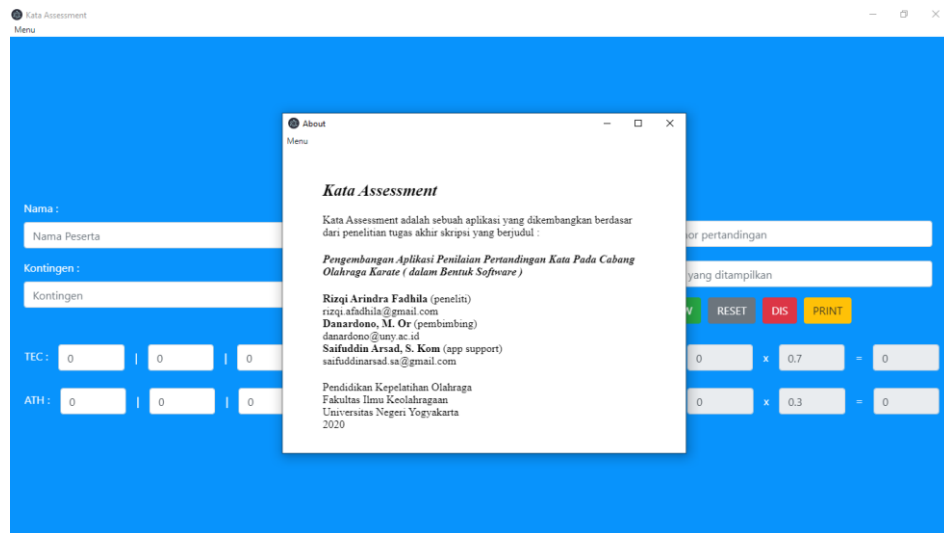 Kata Assessment
Menu
About
Menu
Kata Assessment
Kata Assessment adalah sebuah aplikasi yang dikembangkan berdasar
dari penelitian tugas akhir skripsi yang berjudul :
Pengembangan Aplikasi Penilaian Pertandingan Kata Pada Cabang
Olahraga Karate ( dalam Bentuk Software )
Rizqi Arindra Fadhila (peneliti)
rizqi.afadhila@gmail.com
Danardono, M. Or (pembimbing)
danardono@uny.ac.id
Saifuddin Arsad, S. Kom (app support)
saifuddinarsad.sa@gmail.com
Pendidikan Kepelatihan Olahraga
Fakultas Ilmu Keolahragaan
Universitas Negeri Yogyakarta
2020
Nama :
Nama Peserta
pertandingan
Kontingen :
yang ditampilkan
Kontingen
RESET DIS PRINT
TEC : 0 | 0 | 0 0 x 0.7 = 0
ATH : 0 | 0 | 0 0 x 0.3 = 0